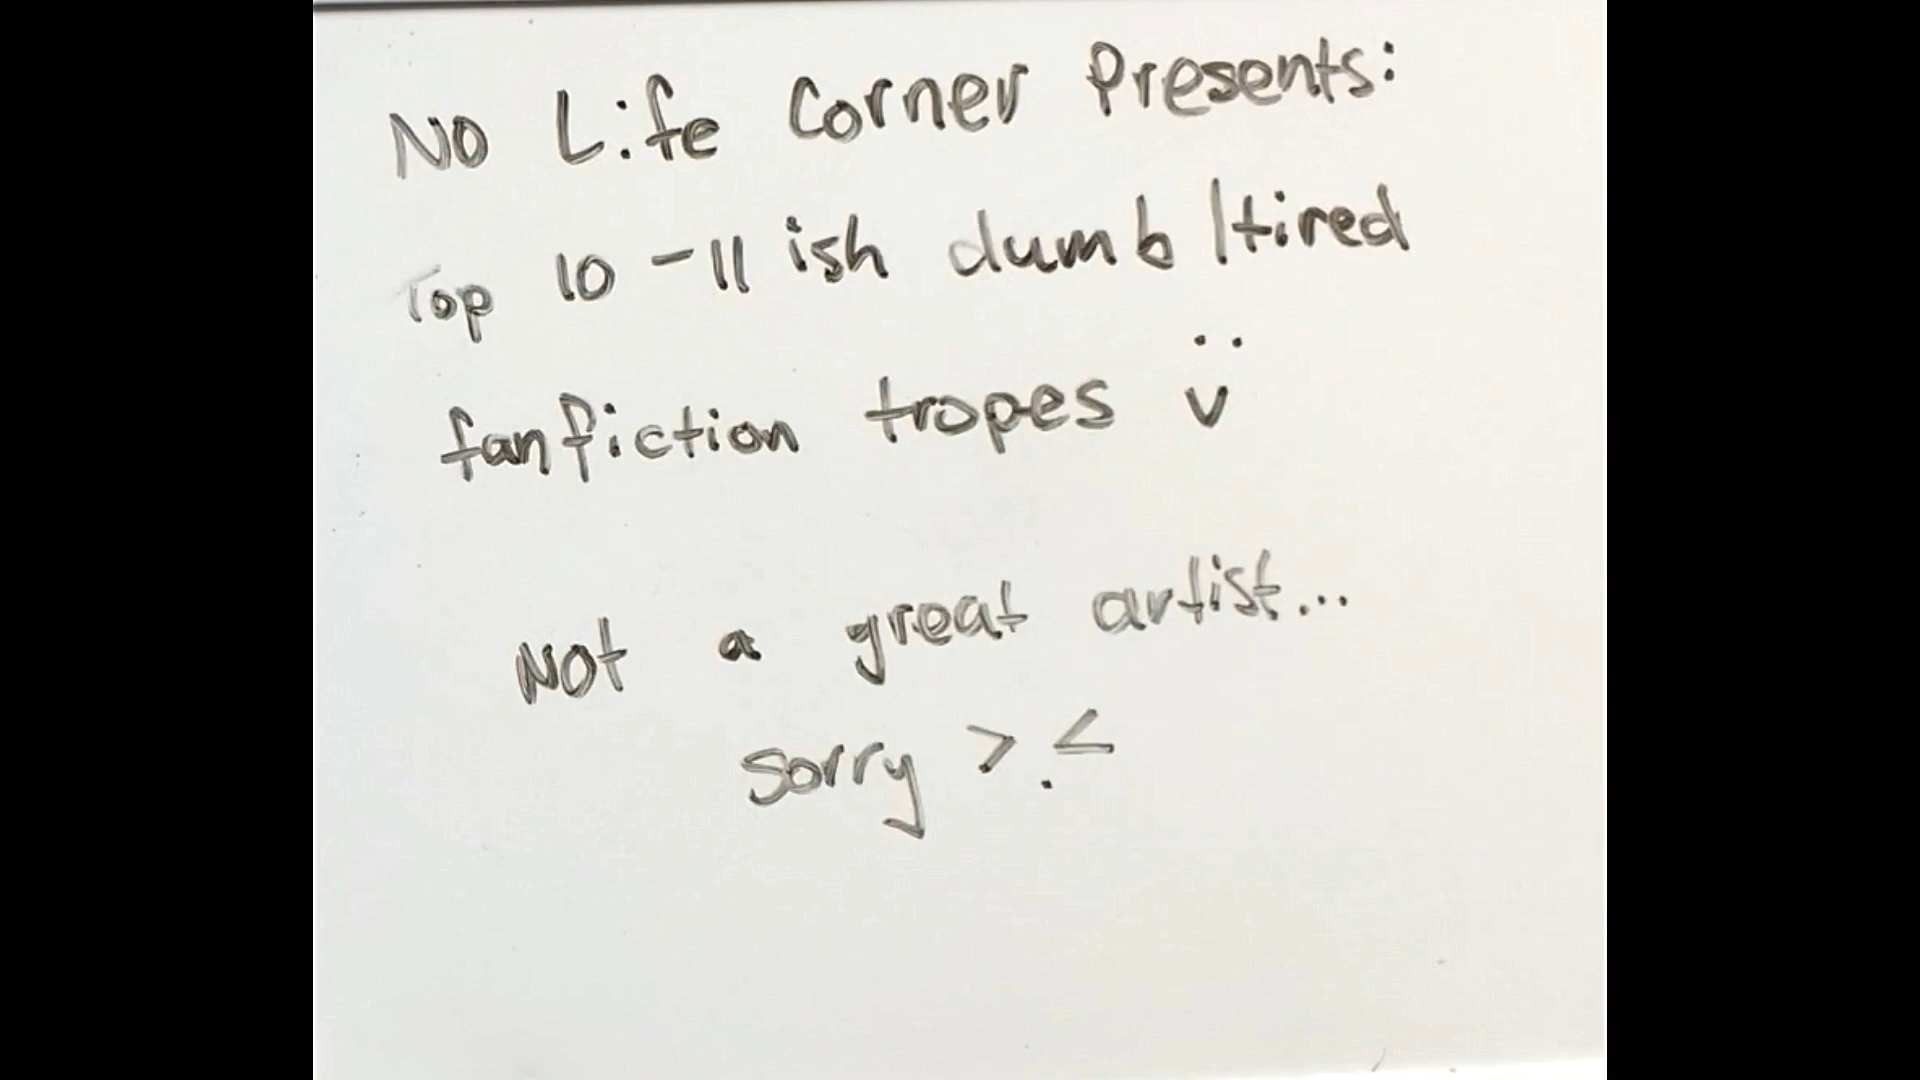 No Life Corner Presents:
Top 10-11 ish dumb/tired
fanfiction tropes
Not a great artist...
sorry >.<